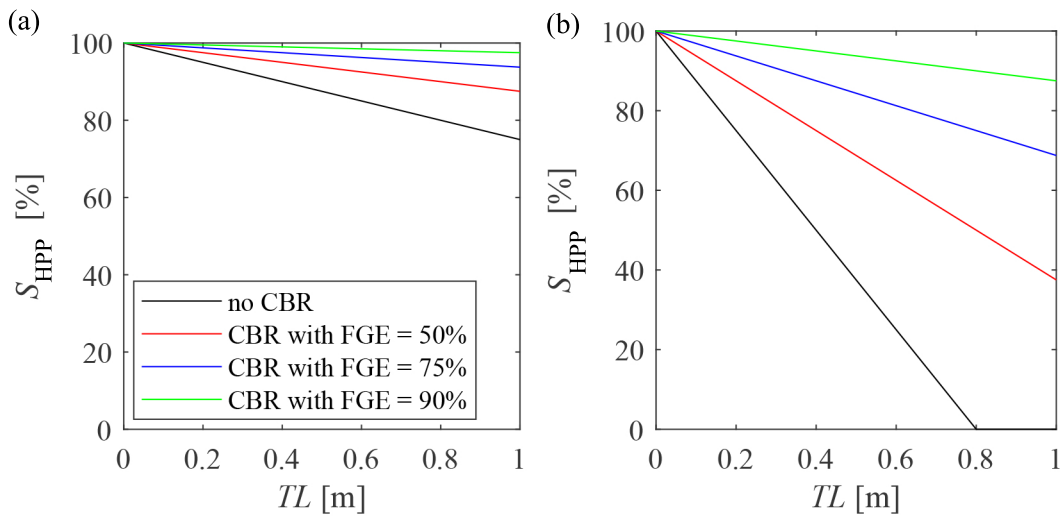 (a)
100
80
60
40
20
0
S_HPP [%]
no CBR
CBR with FGE = 50%
CBR with FGE = 75%
CBR with FGE = 90%
0 0.2 0.4 0.6 0.8 1
TL [m]
(b)
100
80
60
40
20
0
S_HPP [%]
0 0.2 0.4 0.6 0.8 1
TL [m]